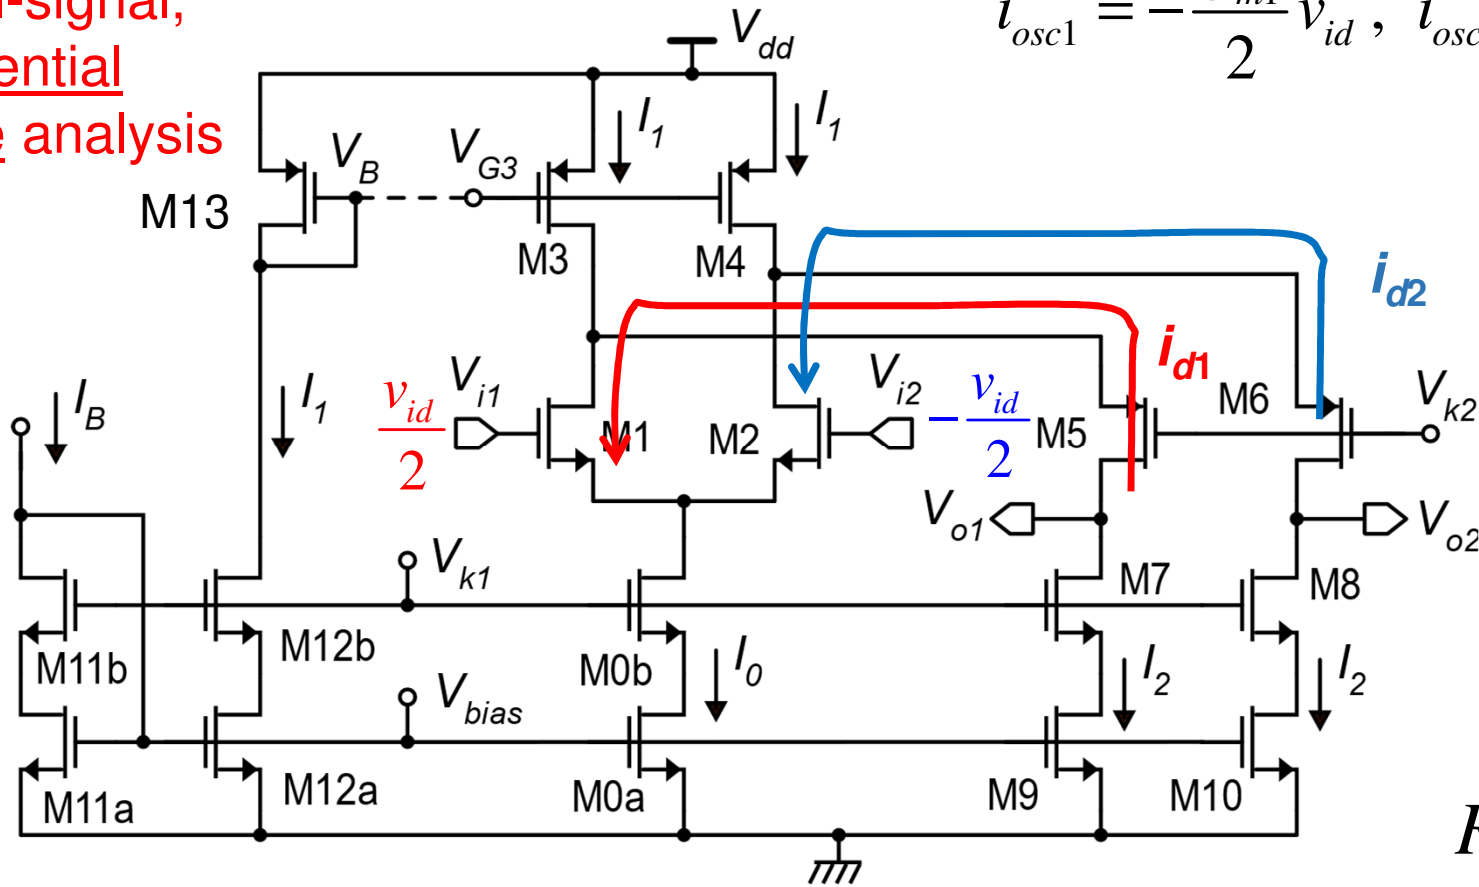 -signal,
ential
analysis
V_dd
i_osc1 = - /2 v_id , i_osc
I_1
I_1
V_B
V_G3
M13
M3
M4
i_d2
i_d1
I_B
I_1
v_id/2
V_i1
M1
M2
V_i2
-v_id/2
M5
M6
V_k2
V_o1
V_o2
V_k1
M7
M8
M11b
M12b
M0b
I_0
I_2
I_2
V_bias
M11a
M12a
M0a
M9
M10